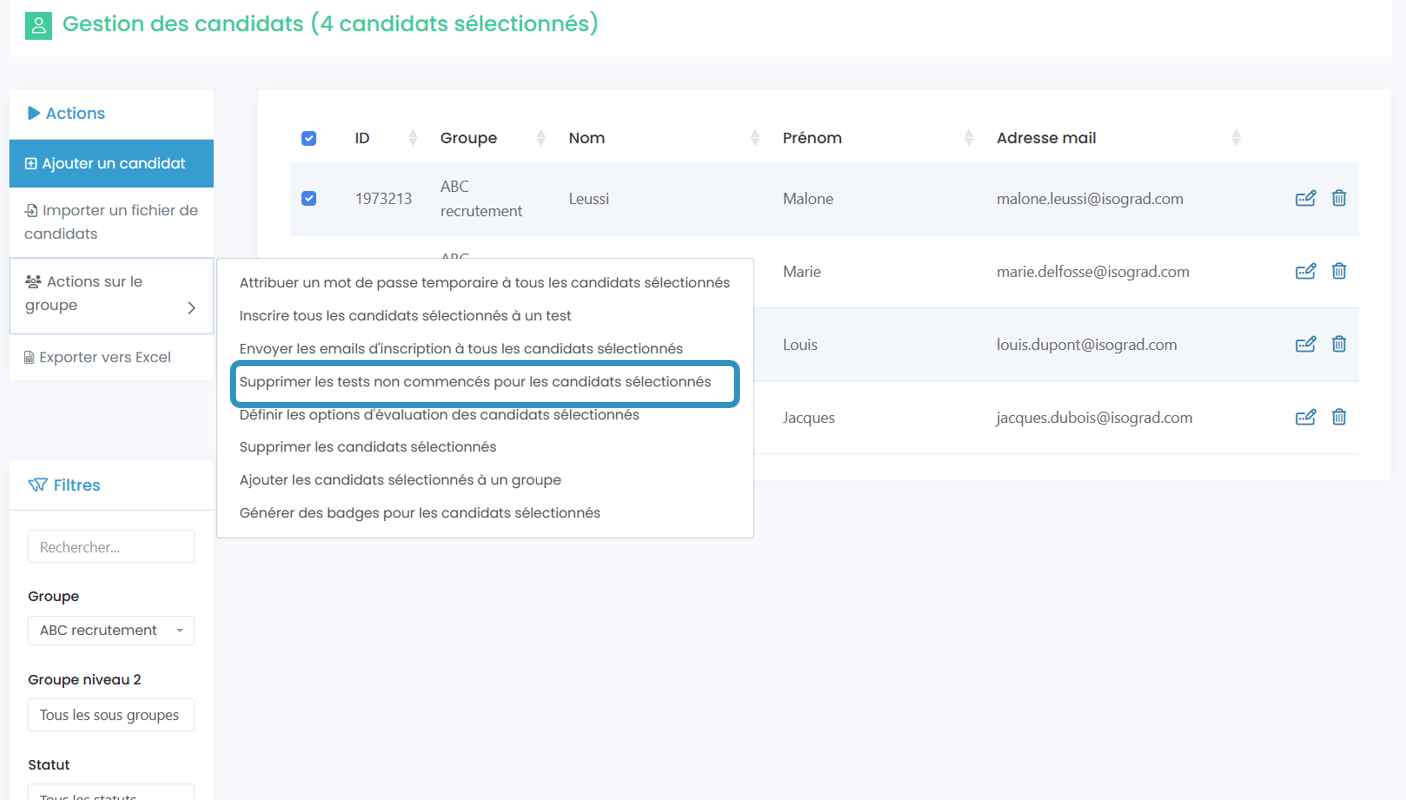 Gestion des candidats (4 candidats sélectionnés)
Actions
Ajouter un candidat
Importer un fichier de
candidats
Actions sur le
groupe
Exporter vers Excel
ID Groupe Nom Prénom Adresse mail
1973213 ABC
recrutement Leussi Malone malone.leussi@isograd.com
ABC
Marie marie.delfosse@isograd.com
Louis louis.dupont@isograd.com
Jacques jacques.dubois@isograd.com
Attribuer un mot de passe temporaire à tous les candidats sélectionnés
Inscrire tous les candidats sélectionnés à un test
Envoyer les emails d'inscription à tous les candidats sélectionnés
Supprimer les tests non commencés pour les candidats sélectionnés
Définir les options d'évaluation des candidats sélectionnés
Supprimer les candidats sélectionnés
Ajouter les candidats sélectionnés à un groupe
Générer des badges pour les candidats sélectionnés
Filtres
Rechercher...
Groupe
ABC recrutement
Groupe niveau 2
Tous les sous groupes
Statut
Tous les statuts